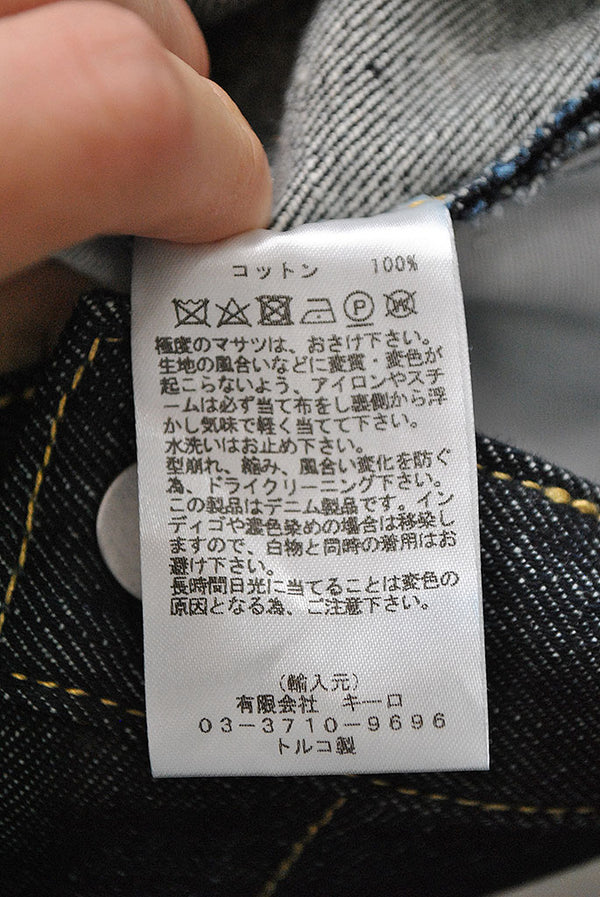 コットン 100%
P W
極度のマサツは、おさけ下さい。
生地の風合いなどに変質・変色が
起こらないよう、アイロンやスチ
ームは必ず当て布をし裏側から浮
かし気味で軽く当てて下さい。
水洗いはお止め下さい。
型崩れ、縮み、風合い変化を防ぐ
為、ドライクリーニング下さい。
この製品はデニム製品です。イン
ディゴや濃色染めの場合は移染し
ますので、白物と同時の着用はお
避け下さい。
長時間日光に当てることは変色の
原因となる為、ご注意下さい。
(輸入元)
有限会社 キーロ
03-3710-9696
トルコ製